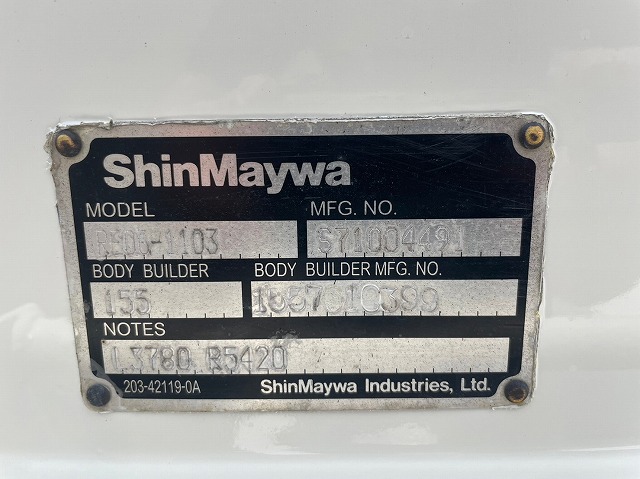 ShinMaywa
MODEL MFG. NO.
BODY BUILDER BODY BUILDER MFG. NO.
155
NOTES
L3780 R5420
203-42119-0A ShinMaywa Industries, Ltd.